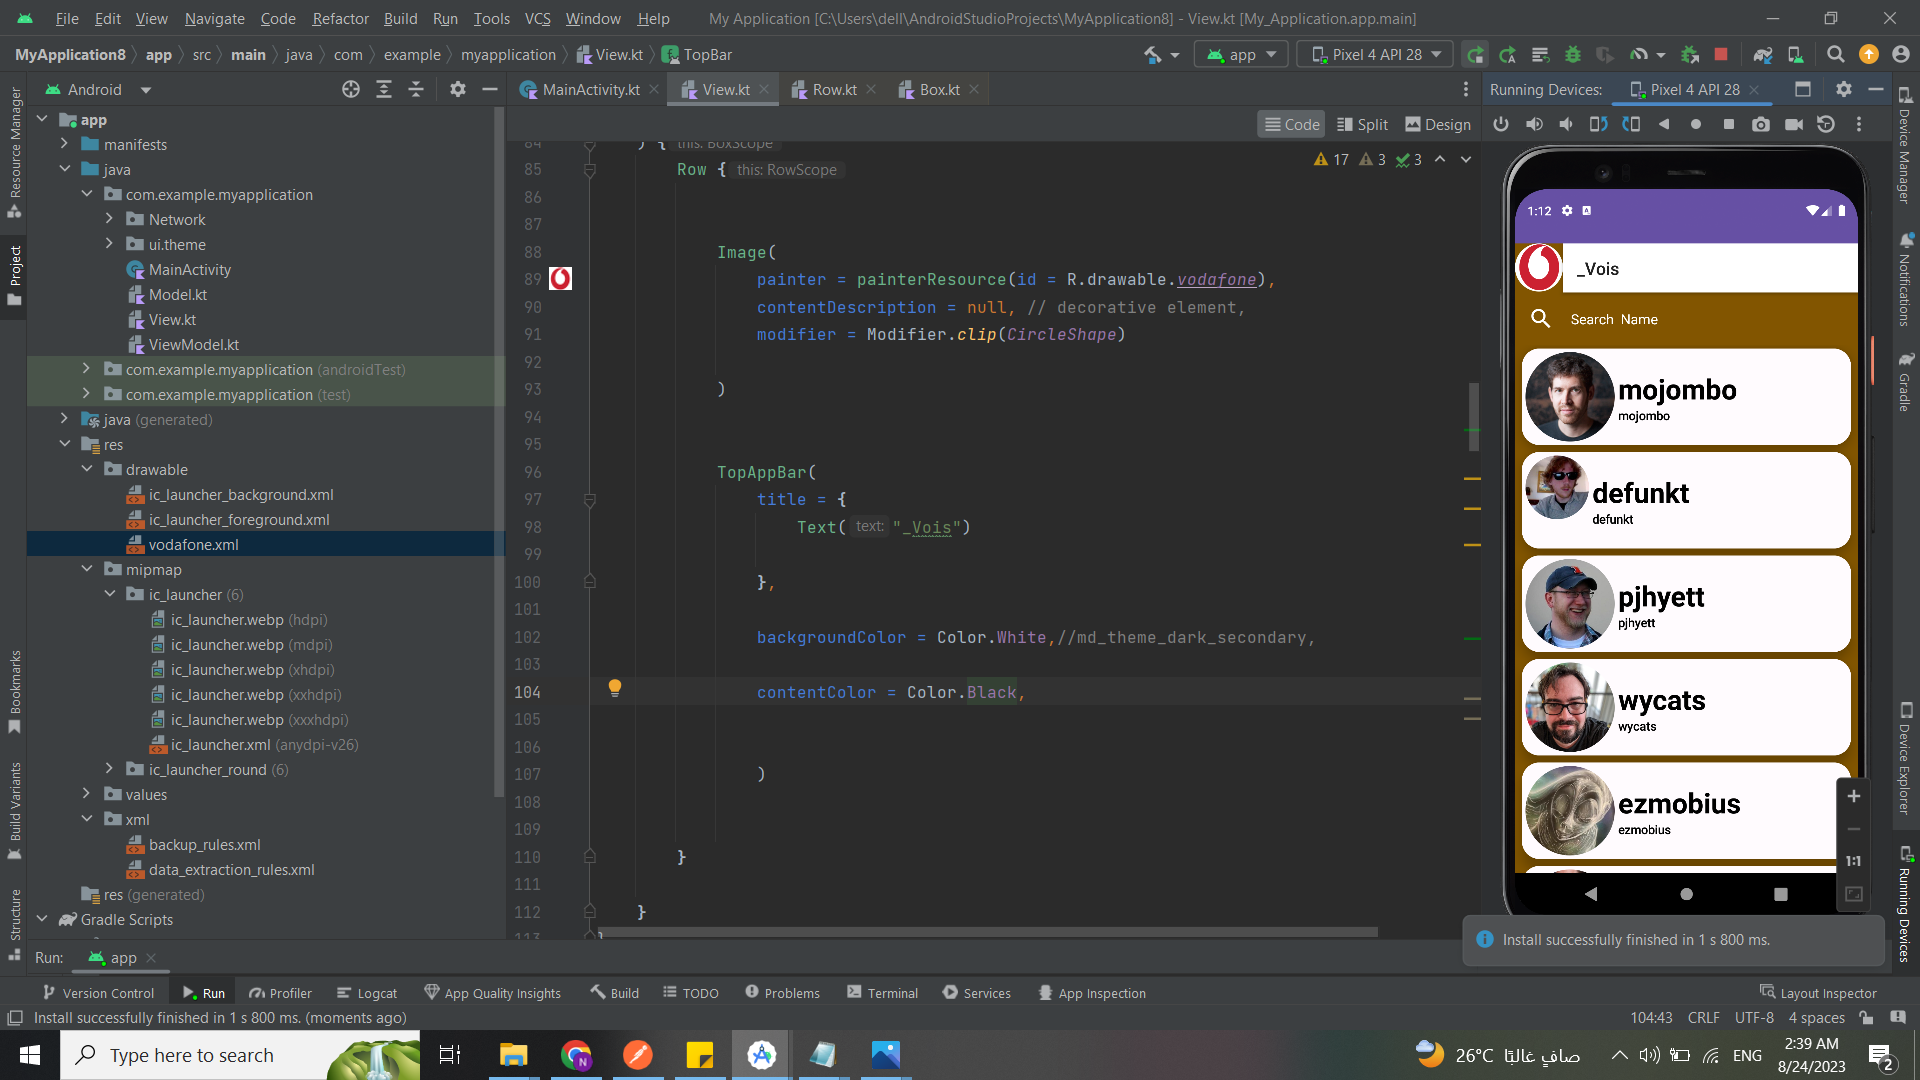 File Edit View Navigate Code Refactor Build Run Tools VCS Window Help My Application [C:\Users\dell\AndroidStudioProjects\MyApplication8] - View.kt [My_Application.app.main]
MyApplication8 app src main java com example myapplication View.kt TopBar
app Pixel 4 API 28
Android
MainActivity.kt View.kt Row.kt Box.kt
Running Devices: Pixel 4 API 28
Code Split Design
17 3 3
Resource Manager
Project
Bookmarks
Build Variants
Structure
app
manifests
java
com.example.myapplication
Network
ui.theme
MainActivity
Model.kt
View.kt
ViewModel.kt
com.example.myapplication (androidTest)
com.example.myapplication (test)
java (generated)
res
drawable
ic_launcher_background.xml
ic_launcher_foreground.xml
vodafone.xml
mipmap
ic_launcher (6)
ic_launcher.webp (hdpi)
ic_launcher.webp (mdpi)
ic_launcher.webp (xhdpi)
ic_launcher.webp (xxhdpi)
ic_launcher.webp (xxxhdpi)
ic_launcher.xml (anydpi-v26)
ic_launcher_round (6)
values
xml
backup_rules.xml
data_extraction_rules.xml
res (generated)
Gradle Scripts
84 ) { this: BoxScope
85 Row { this: RowScope
86
87
88 Image(
89 painter = painterResource(id = R.drawable.vodafone),
90 contentDescription = null, // decorative element,
91 modifier = Modifier.clip(CircleShape)
92
93 )
94
95
96 TopAppBar(
97 title = {
98 Text( text: "_Vois")
99
100 },
101
102 backgroundColor = Color.White,//md_theme_dark_secondary,
103
104 contentColor = Color.Black,
105
106
107 )
108
109
110 }
111
112 }
113 }
1:12
_Vois
Search Name
mojombo
mojombo
defunkt
defunkt
pjhyett
pjhyett
wycats
wycats
ezmobius
ezmobius
1:1
Device Manager
Notifications
Gradle
Device Explorer
Running Devices
Install successfully finished in 1 s 800 ms.
Run: app
Version Control Run Profiler Logcat App Quality Insights Build TODO Problems Terminal Services App Inspection Layout Inspector
Install successfully finished in 1 s 800 ms. (moments ago) 104:43 CRLF UTF-8 4 spaces
Type here to search
26°C صافٍ غالبًا ENG
2:39 AM
8/24/2023
2